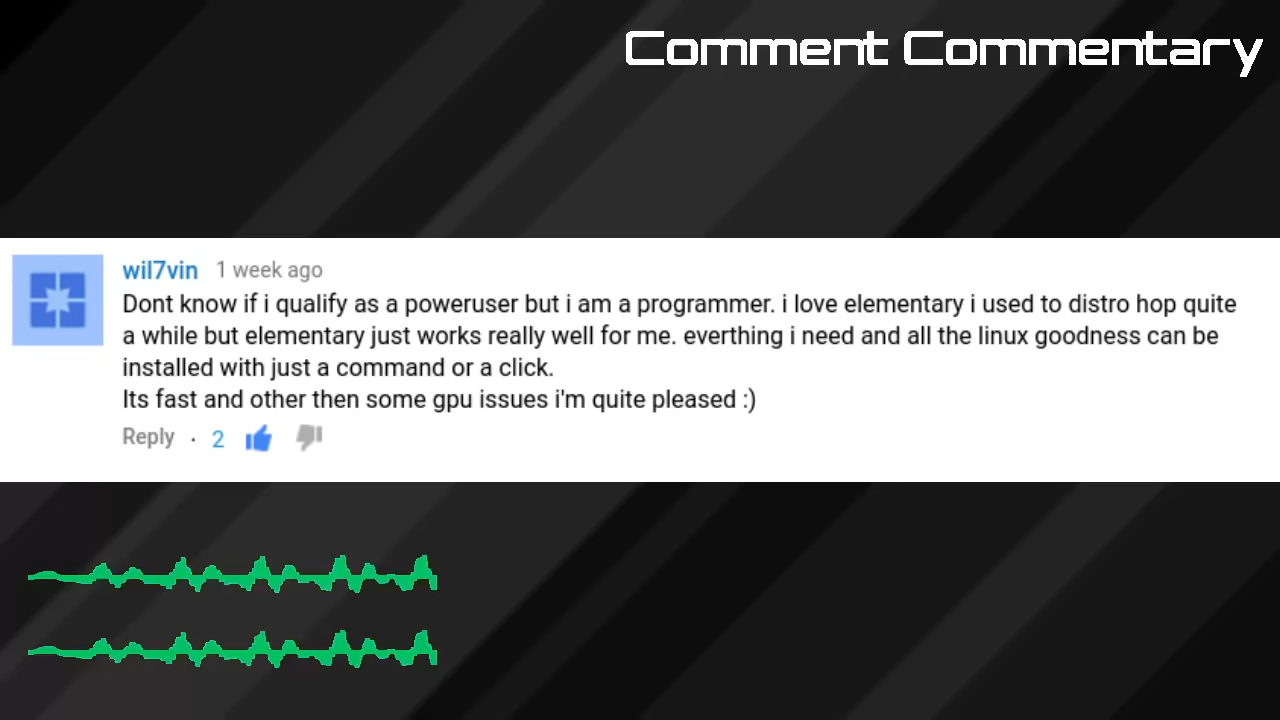 Comment Commentary
wil7vin 1 week ago
Dont know if i qualify as a poweruser but i am a programmer. i love elementary i used to distro hop quite
a while but elementary just works really well for me. everthing i need and all the linux goodness can be
installed with just a command or a click.
Its fast and other then some gpu issues i'm quite pleased :)
Reply · 2